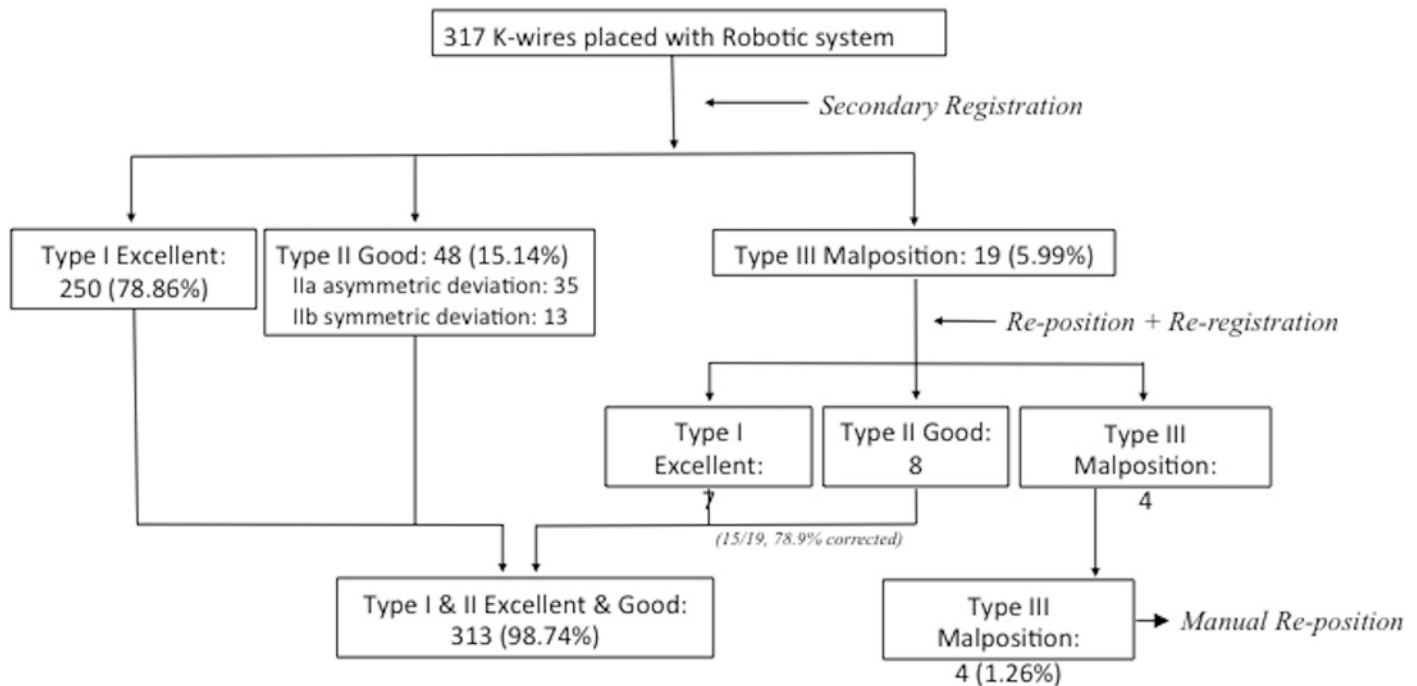 317 K-wires placed with Robotic system
Secondary Registration
Type I Excellent:
250 (78.86%)
Type II Good: 48 (15.14%)
IIa asymmetric deviation: 35
IIb symmetric deviation: 13
Type III Malposition: 19 (5.99%)
Re-position + Re-registration
Type I
Excellent:
7
Type II Good:
8
Type III
Malposition:
4
(15/19, 78.9% corrected)
Type I & II Excellent & Good:
313 (98.74%)
Type III
Malposition:
4 (1.26%)
Manual Re-position